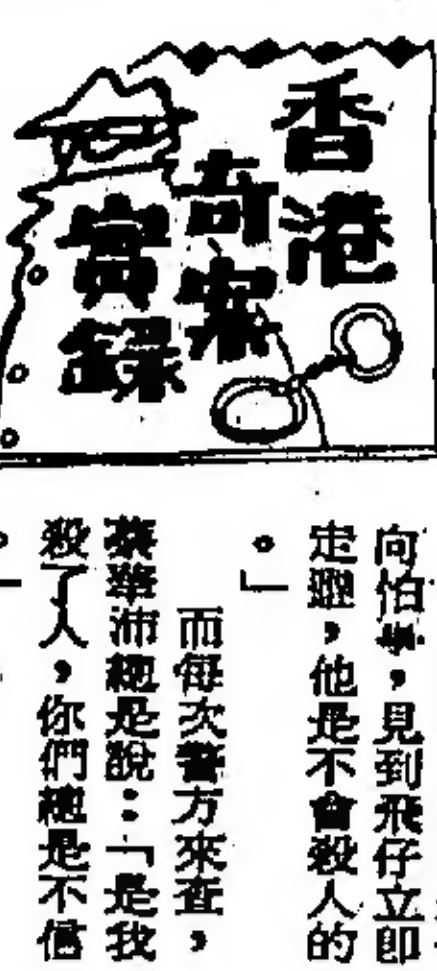 香港
奇案
實錄
向怕事,見到飛仔立即
走避,他是不會殺人的
。」
而每次警方來查,
蔡華沛總是說:「是我
殺了人,你們總是不信
。」